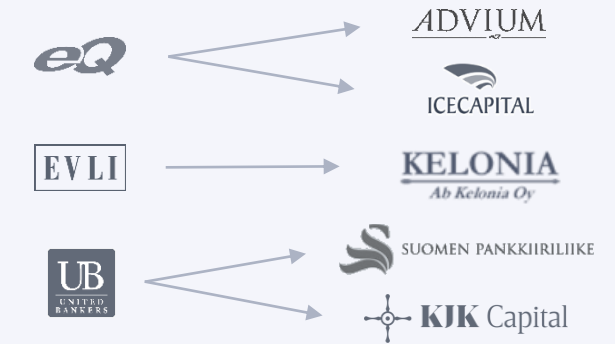 eQ
ADVIUM
ICECAPITAL
EVLI
KELONIA
Ab Kelonia Oy
UB
UNITED
BANKERS
SUOMEN PANKKIIRILIIKE
KJK Capital